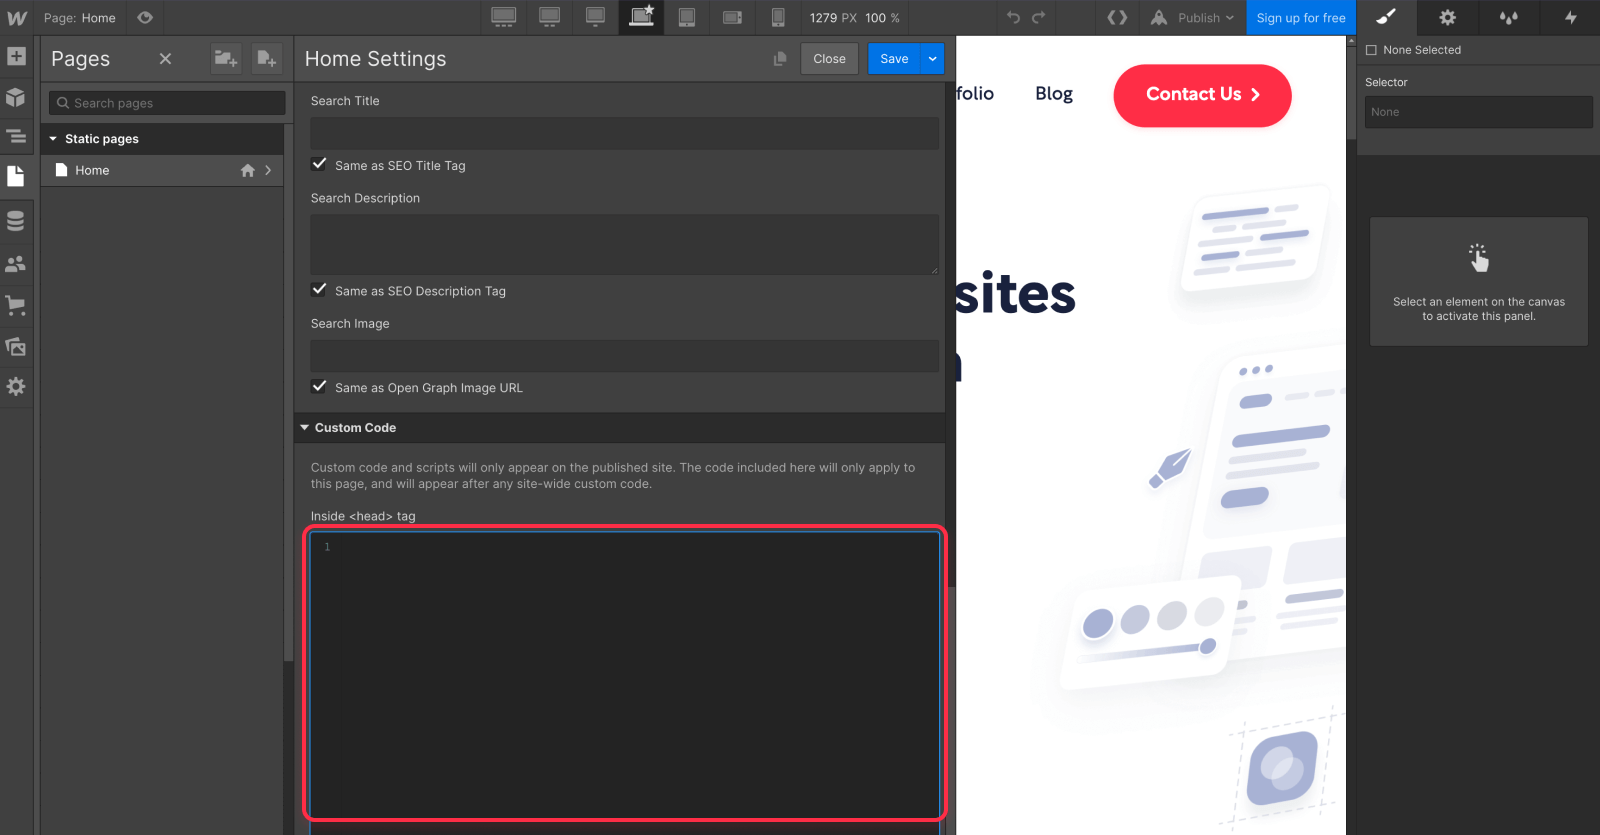 Page: Home
1279 PX 100 %
Publish
Sign up for free
Pages
Search pages
Static pages
Home
Home Settings
Close
Save
Search Title
Same as SEO Title Tag
Search Description
Same as SEO Description Tag
Search Image
Same as Open Graph Image URL
Custom Code
Custom code and scripts will only appear on the published site. The code included here will only apply to
this page, and will appear after any site-wide custom code.
Inside <head> tag
1
folio
Blog
Contact Us
sites
None Selected
Selector
None
Select an element on the canvas
to activate this panel.